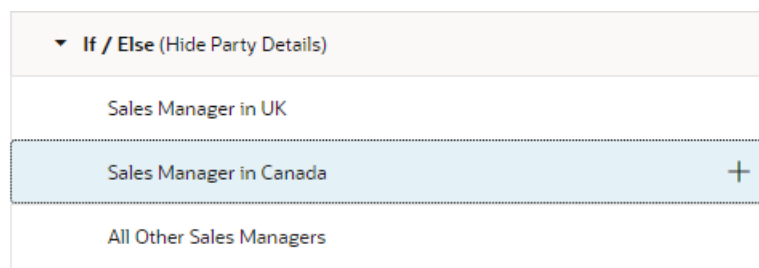 If / Else (Hide Party Details)
Sales Manager in UK
Sales Manager in Canada
All Other Sales Managers